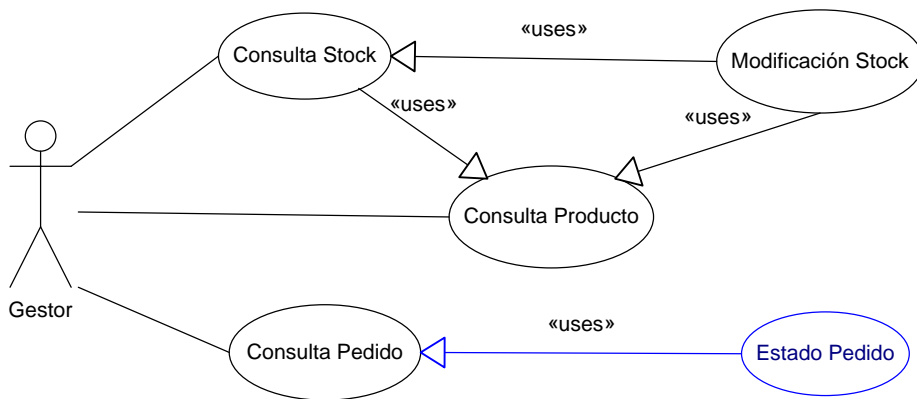 «uses»
Consulta Stock
Modificación Stock
«uses»
«uses»
Consulta Producto
Gestor
«uses»
Consulta Pedido
Estado Pedido